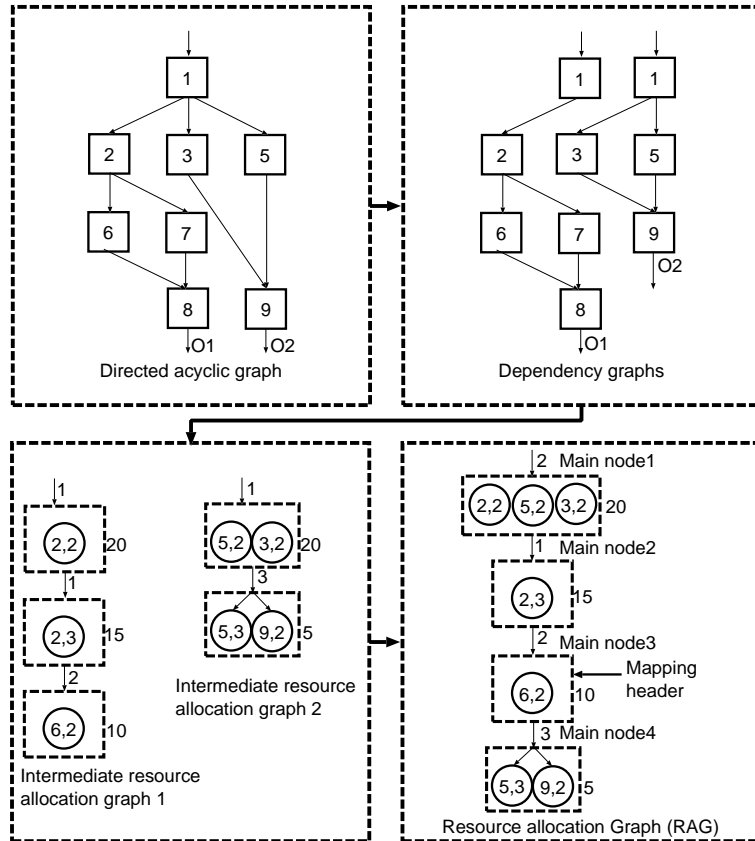 1
2
3
5
6
7
8
9
O1
O2
Directed acyclic graph
1
1
2
3
5
6
7
9
O2
8
O1
Dependency graphs
1
2,2
20
1
2,3
15
2
6,2
10
Intermediate resource
allocation graph 1
1
5,2
3,2
20
3
5,3
9,2
5
Intermediate resource
allocation graph 2
2
Main node1
2,2
5,2
3,2
20
1
Main node2
2,3
15
2
Main node3
6,2
10
Mapping
header
3
Main node4
5,3
9,2
5
Resource allocation Graph (RAG)